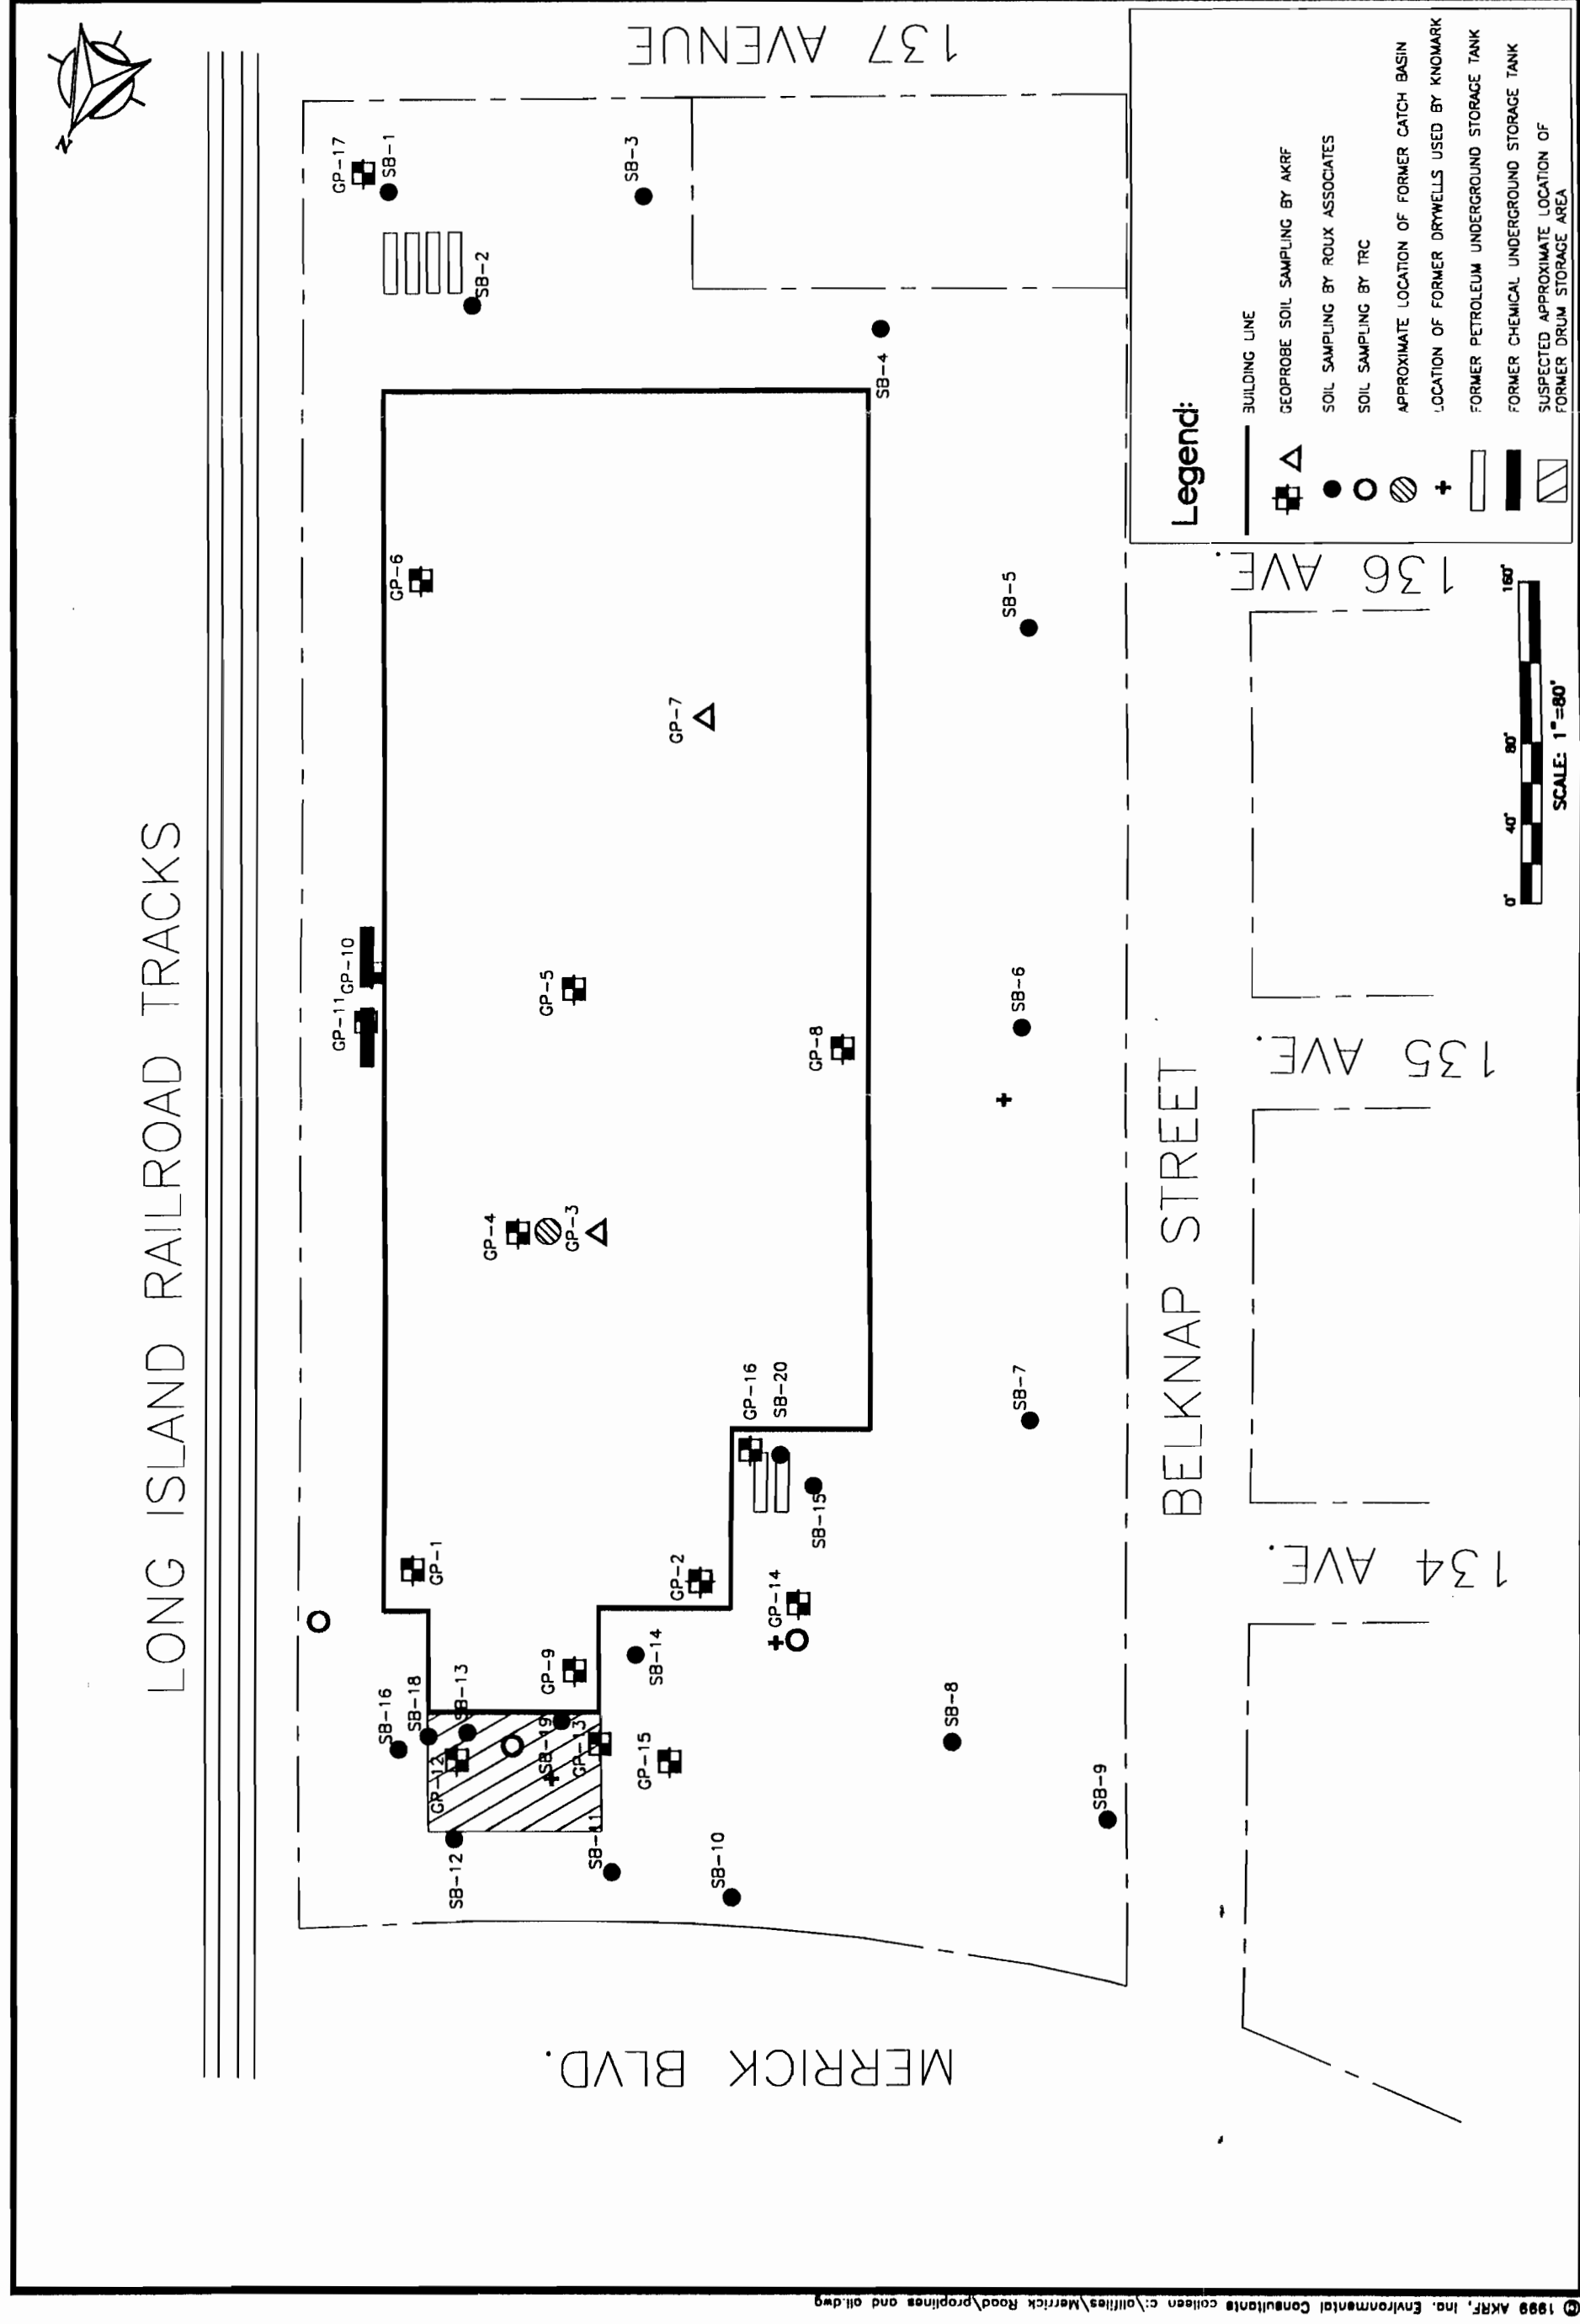 N
LONG ISLAND RAILROAD TRACKS
137 AVENUE
GP-17
SB-1
SB-2
SB-3
SB-4
GP-6
GP-7
SB-5
GP-10
GP-11
GP-5
GP-8
SB-6
GP-4
GP-3
GP-16
SB-20
SB-15
SB-7
GP-1
GP-2
GP-14
SB-16
SB-18
SB-13
GP-9
SB-14
GP-12
SB-19
GP-13
GP-15
SB-8
SB-9
SB-12
SB-11
SB-10
MERRICK BLVD.
BELKNAP STREET
134 AVE.
135 AVE.
136 AVE.
Legend:
BUILDING LINE
GEOPROBE SOIL SAMPLING BY AKRF
SOIL SAMPLING BY ROUX ASSOCIATES
SOIL SAMPLING BY TRC
APPROXIMATE LOCATION OF FORMER CATCH BASIN
LOCATION OF FORMER DRYWELLS USED BY KNOMARK
FORMER PETROLEUM UNDERGROUND STORAGE TANK
FORMER CHEMICAL UNDERGROUND STORAGE TANK
SUSPECTED APPROXIMATE LOCATION OF
FORMER DRUM STORAGE AREA
0' 40' 80' 160'
SCALE: 1"=80'
© 1999 AKRF, Inc. Environmental Consultants colleen c:\allfiles\Merrick Road\proplines and oil.dwg